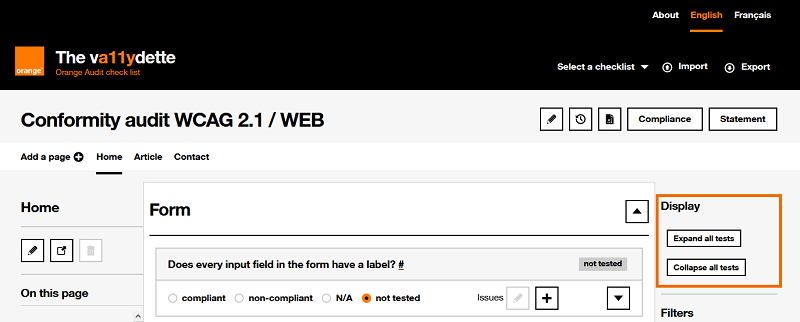 About English Français
orange™
The va11ydette
Orange Audit check list
Select a checklist Import Export
Conformity audit WCAG 2.1 / WEB
Compliance Statement
Add a page Home Article Contact
Home
Form
Display
Expand all tests
Collapse all tests
Does every input field in the form have a label? # not tested
compliant non-compliant N/A not tested Issues
On this page
Filters